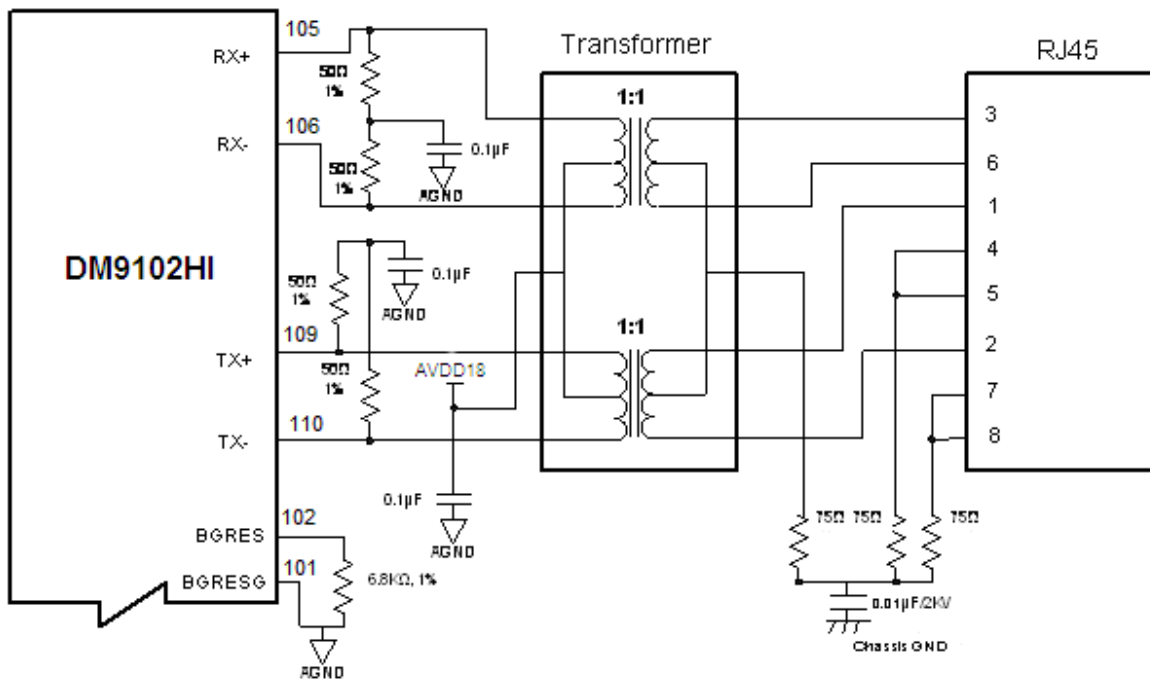 105
RX+
50Ω
1%
106
RX-
0.1µF
50Ω
1%
AGND
DM9102HI
50Ω
1%
0.1µF
AGND
109
TX+
50Ω
1%
AVDD18
110
TX-
0.1µF
AGND
102
BGRES
101
BGRESG
6.8KΩ, 1%
AGND
Transformer
1:1
1:1
RJ45
3
6
1
4
5
2
7
8
75Ω 75Ω 75Ω
0.01µF/2KV
Chassis GND